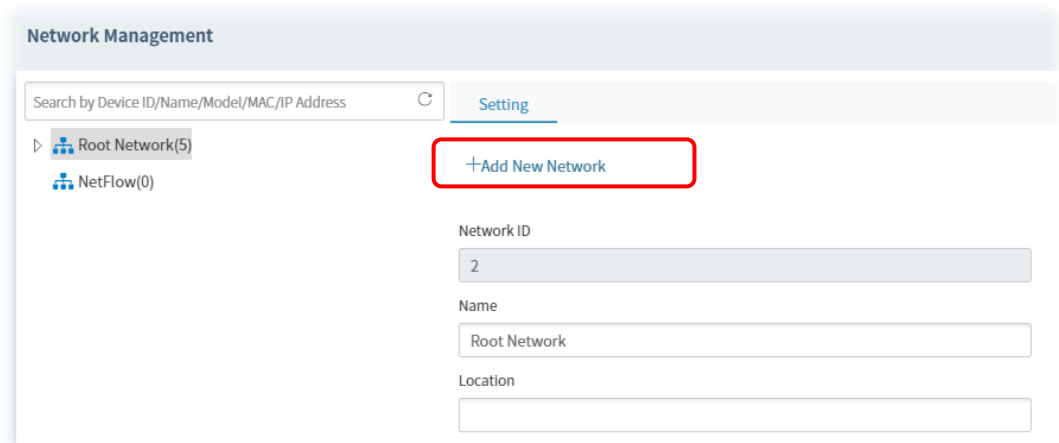 Network Management
Search by Device ID/Name/Model/MAC/IP Address
Root Network(5)
NetFlow(0)
Setting
+Add New Network
Network ID
2
Name
Root Network
Location